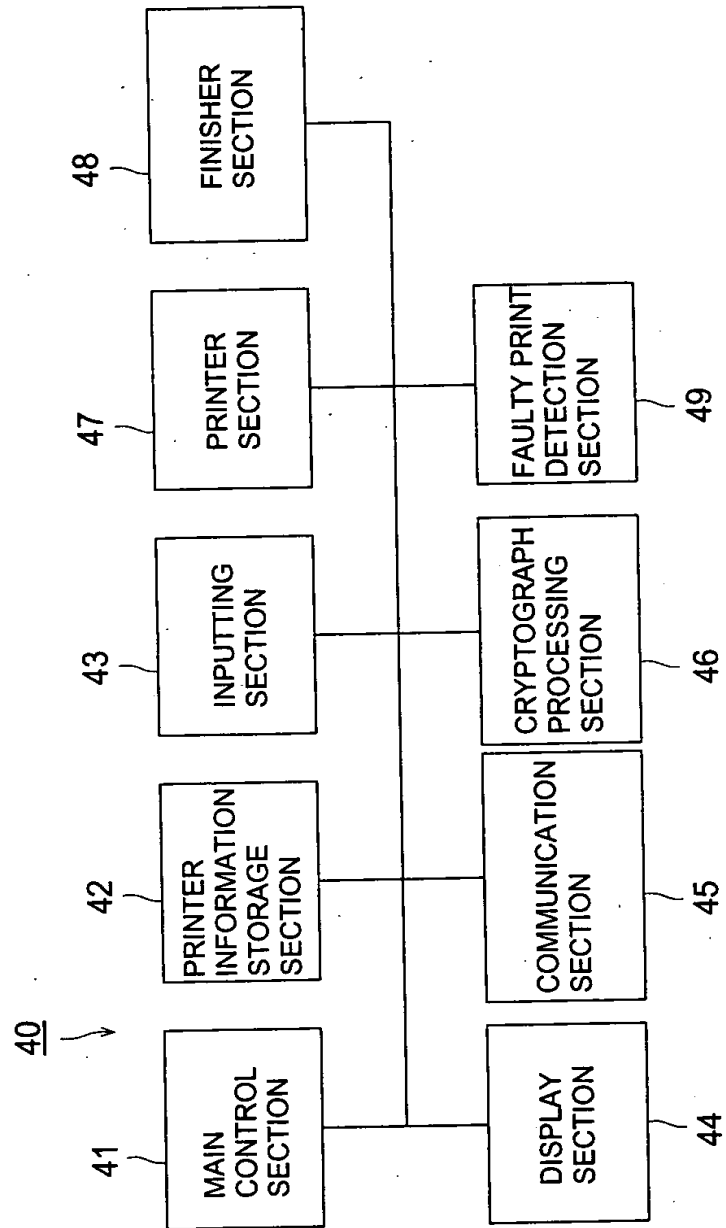 40
41
MAIN
CONTROL
SECTION
42
PRINTER
INFORMATION
STORAGE
SECTION
43
INPUTTING
SECTION
47
PRINTER
SECTION
48
FINISHER
SECTION
DISPLAY
SECTION
44
COMMUNICATION
SECTION
45
CRYPTOGRAPH
PROCESSING
SECTION
46
FAULTY PRINT
DETECTION
SECTION
49